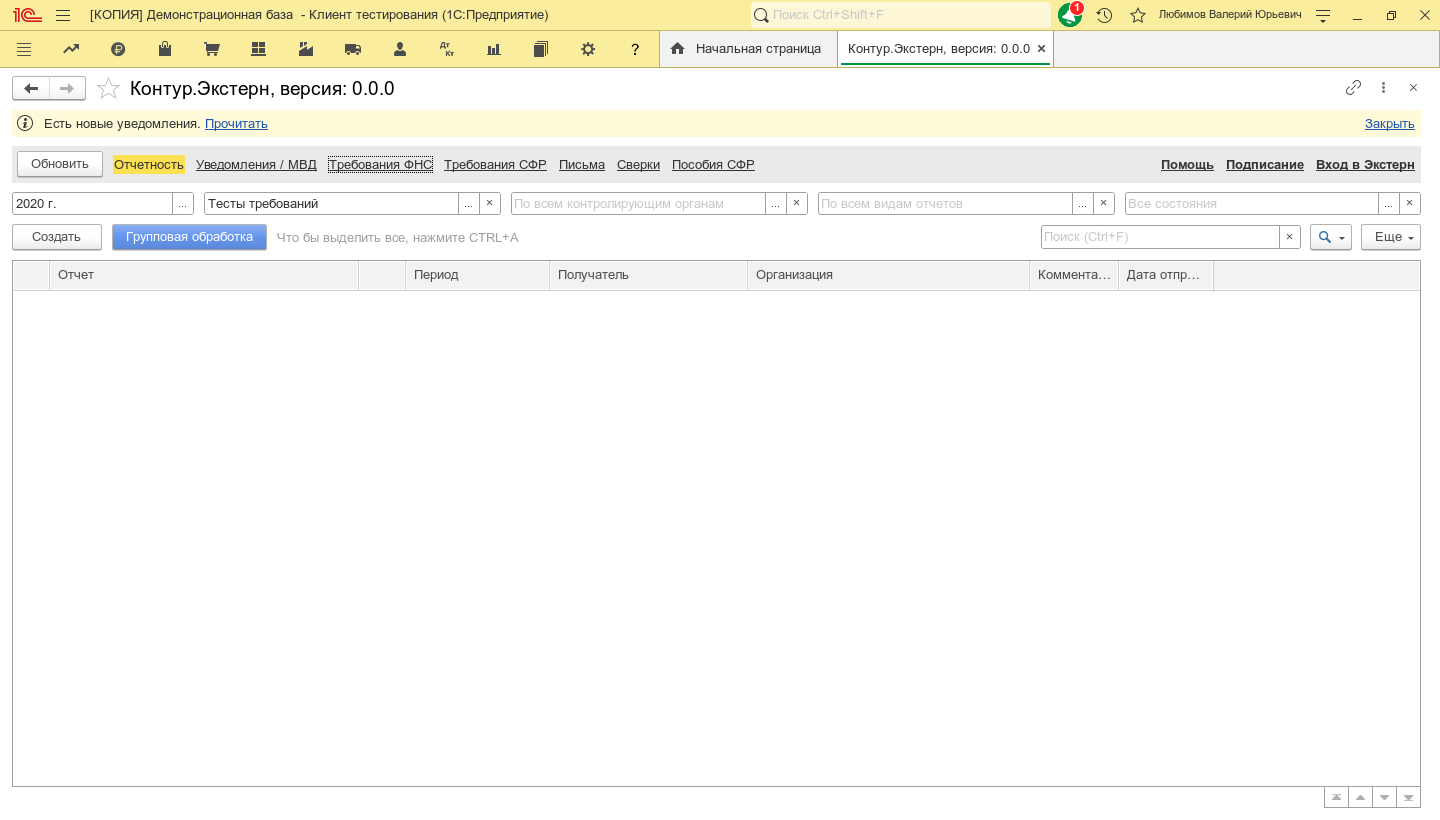 [КОПИЯ] Демонстрационная база - Клиент тестирования (1С:Предприятие) Поиск Ctrl+Shift+F 1 Любимов Валерий Юрьевич
₽ Дт Кт ? Начальная страница Контур.Экстерн, версия: 0.0.0
Контур.Экстерн, версия: 0.0.0
Есть новые уведомления. Прочитать Закрыть
Обновить Отчетность Уведомления / МВД Требования ФНС Требования СФР Письма Сверки Пособия СФР Помощь Подписание Вход в Экстерн
2020 г. ... Тесты требований ... × По всем контролирующим органам ... × По всем видам отчетов ... × Все состояния ... ×
Создать Групповая обработка Что бы выделить все, нажмите CTRL+A Поиск (Ctrl+F) × Еще
Отчет Период Получатель Организация Коммента... Дата отпр...